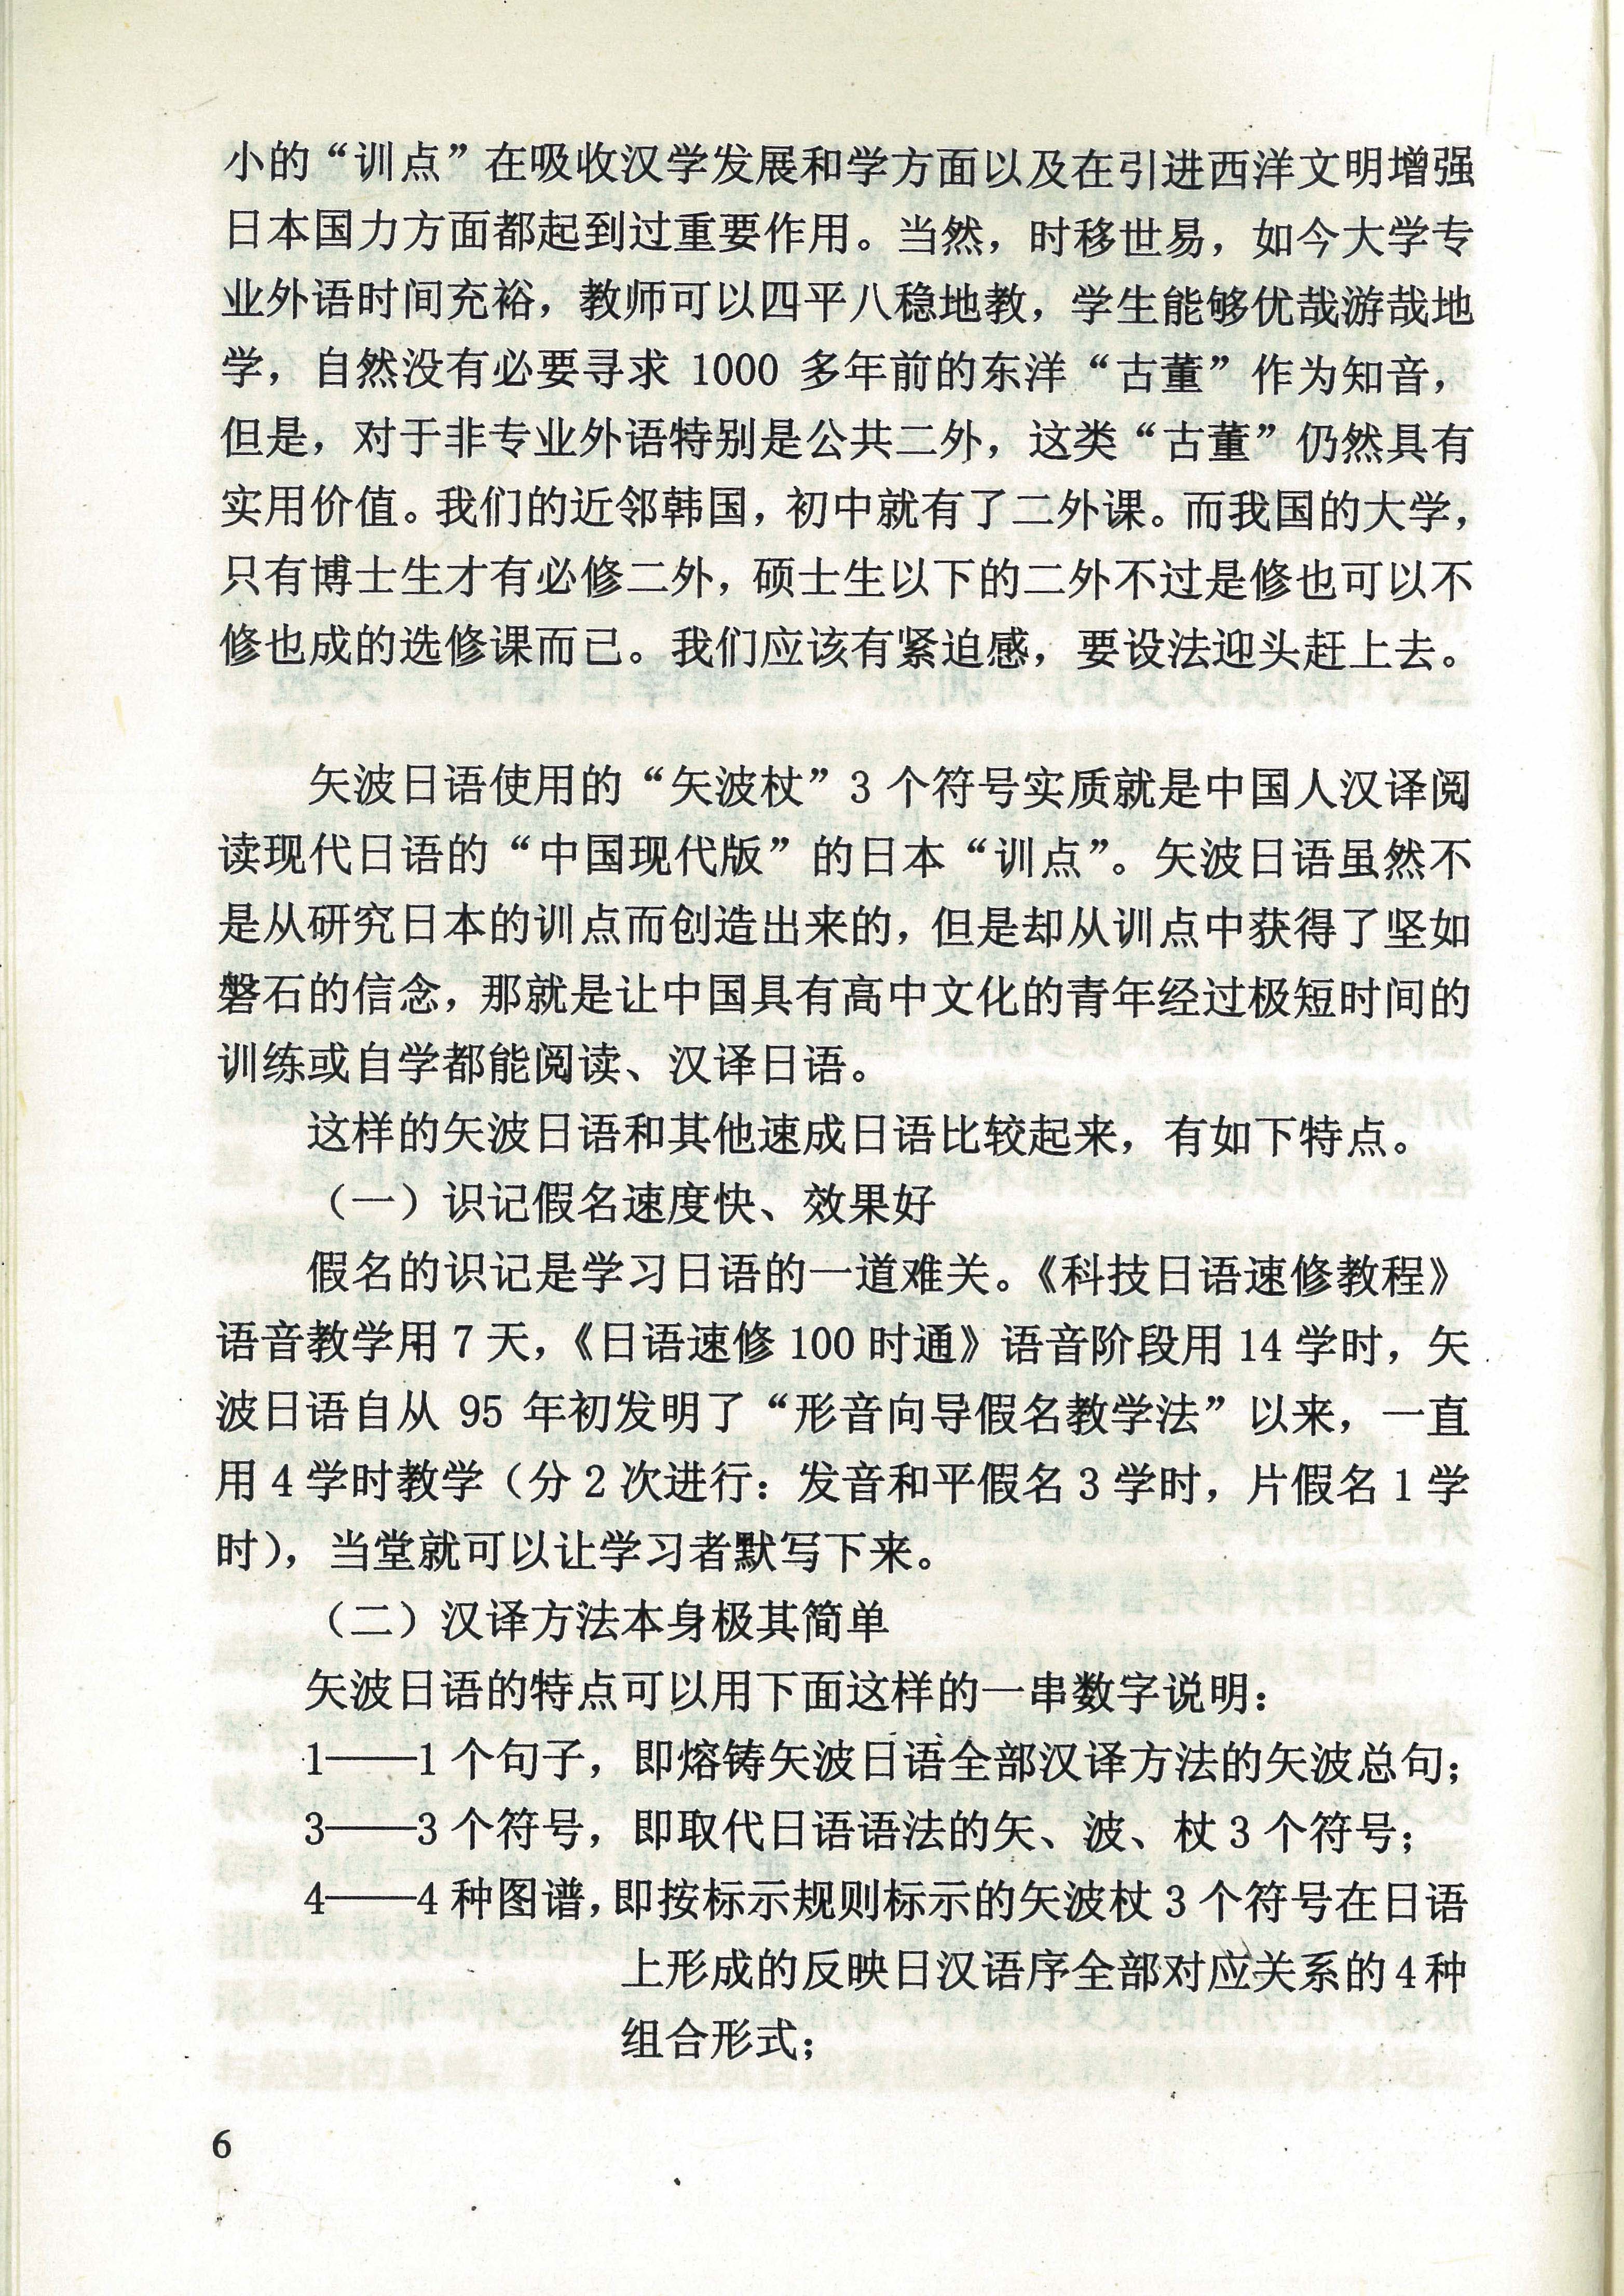 小的“训点”在吸收汉学发展和学方面以及在引进西洋文明增强
日本国力方面都起到过重要作用。当然，时移世易，如今大学专
业外语时间充裕，教师可以四平八稳地教，学生能够优哉游哉地
学，自然没有必要寻求 1000 多年前的东洋“古董”作为知音，
但是，对于非专业外语特别是公共二外，这类“古董”仍然具有
实用价值。我们的近邻韩国，初中就有了二外课。而我国的大学，
只有博士生才有必修二外，硕士生以下的二外不过是修也可以不
修也成的选修课而已。我们应该有紧迫感，要设法迎头赶上去。
矢波日语使用的“矢波杖”3 个符号实质就是中国人汉译阅
读现代日语的“中国现代版”的日本“训点”。矢波日语虽然不
是从研究日本的训点而创造出来的，但是却从训点中获得了坚如
磐石的信念，那就是让中国具有高中文化的青年经过极短时间的
训练或自学都能阅读、汉译日语。
这样的矢波日语和其他速成日语比较起来，有如下特点。
（一）识记假名速度快、效果好
假名的识记是学习日语的一道难关。《科技日语速修教程》
语音教学用 7 天，《日语速修 100 时通》语音阶段用 14 学时，矢
波日语自从 95 年初发明了“形音向导假名教学法”以来，一直
用 4 学时教学（分 2 次进行：发音和平假名 3 学时，片假名 1 学
时），当堂就可以让学习者默写下来。
（二）汉译方法本身极其简单
矢波日语的特点可以用下面这样的一串数字说明：
1——1 个句子，即熔铸矢波日语全部汉译方法的矢波总句；
3——3 个符号，即取代日语语法的矢、波、杖 3 个符号；
4——4 种图谱，即按标示规则标示的矢波杖 3 个符号在日语
上形成的反映日汉语序全部对应关系的 4 种
组合形式；
6